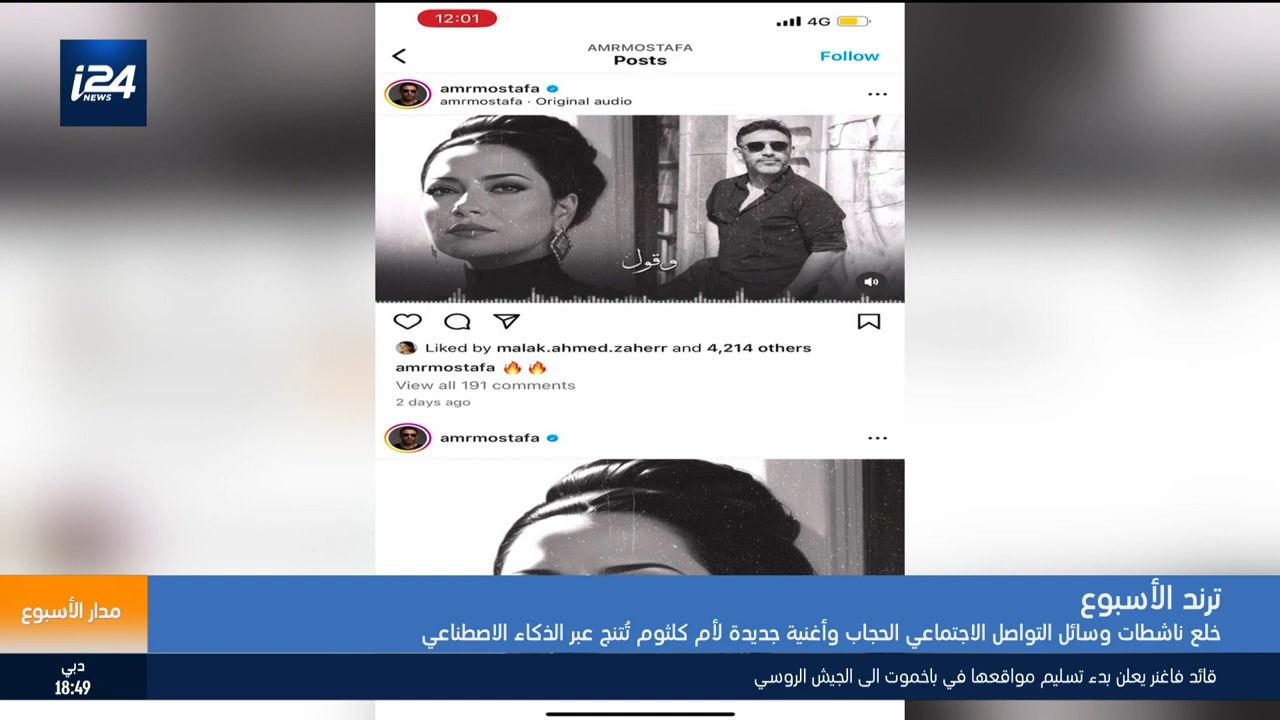 12:01
4G
i24
NEWS
AMRMOSTAFA
Posts
Follow
amrmostafa
amrmostafa · Original audio
وقول
Liked by malak.ahmed.zaherr and 4,214 others
amrmostafa 🔥 🔥
View all 191 comments
2 days ago
amrmostafa
ترند الأسبوع
مدار الأسبوع
خلع ناشطات وسائل التواصل الاجتماعي الحجاب وأغنية جديدة لأم كلثوم تُنتج عبر الذكاء الاصطناعي
قائد فاغنر يعلن بدء تسليم مواقعها في باخموت الى الجيش الروسي
دبي
18:49